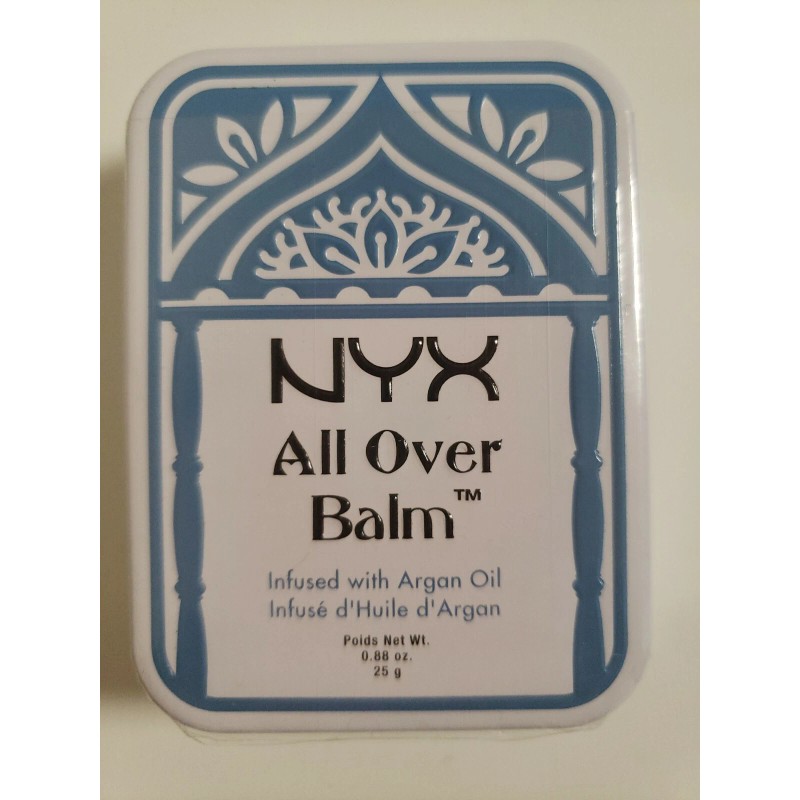 NYX
All Over
Balm™
Infused with Argan Oil
Infusé d'Huile d'Argan
Poids Net Wt.
0.88 oz.
25 g